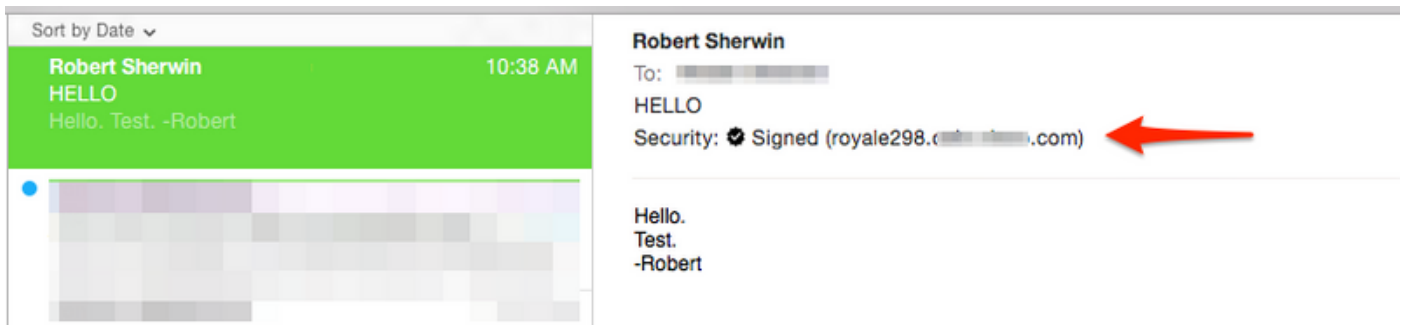 Sort by Date
Robert Sherwin 10:38 AM
HELLO
Hello. Test. -Robert
Robert Sherwin
To:
HELLO
Security: Signed (royale298. .com)
Hello.
Test.
-Robert